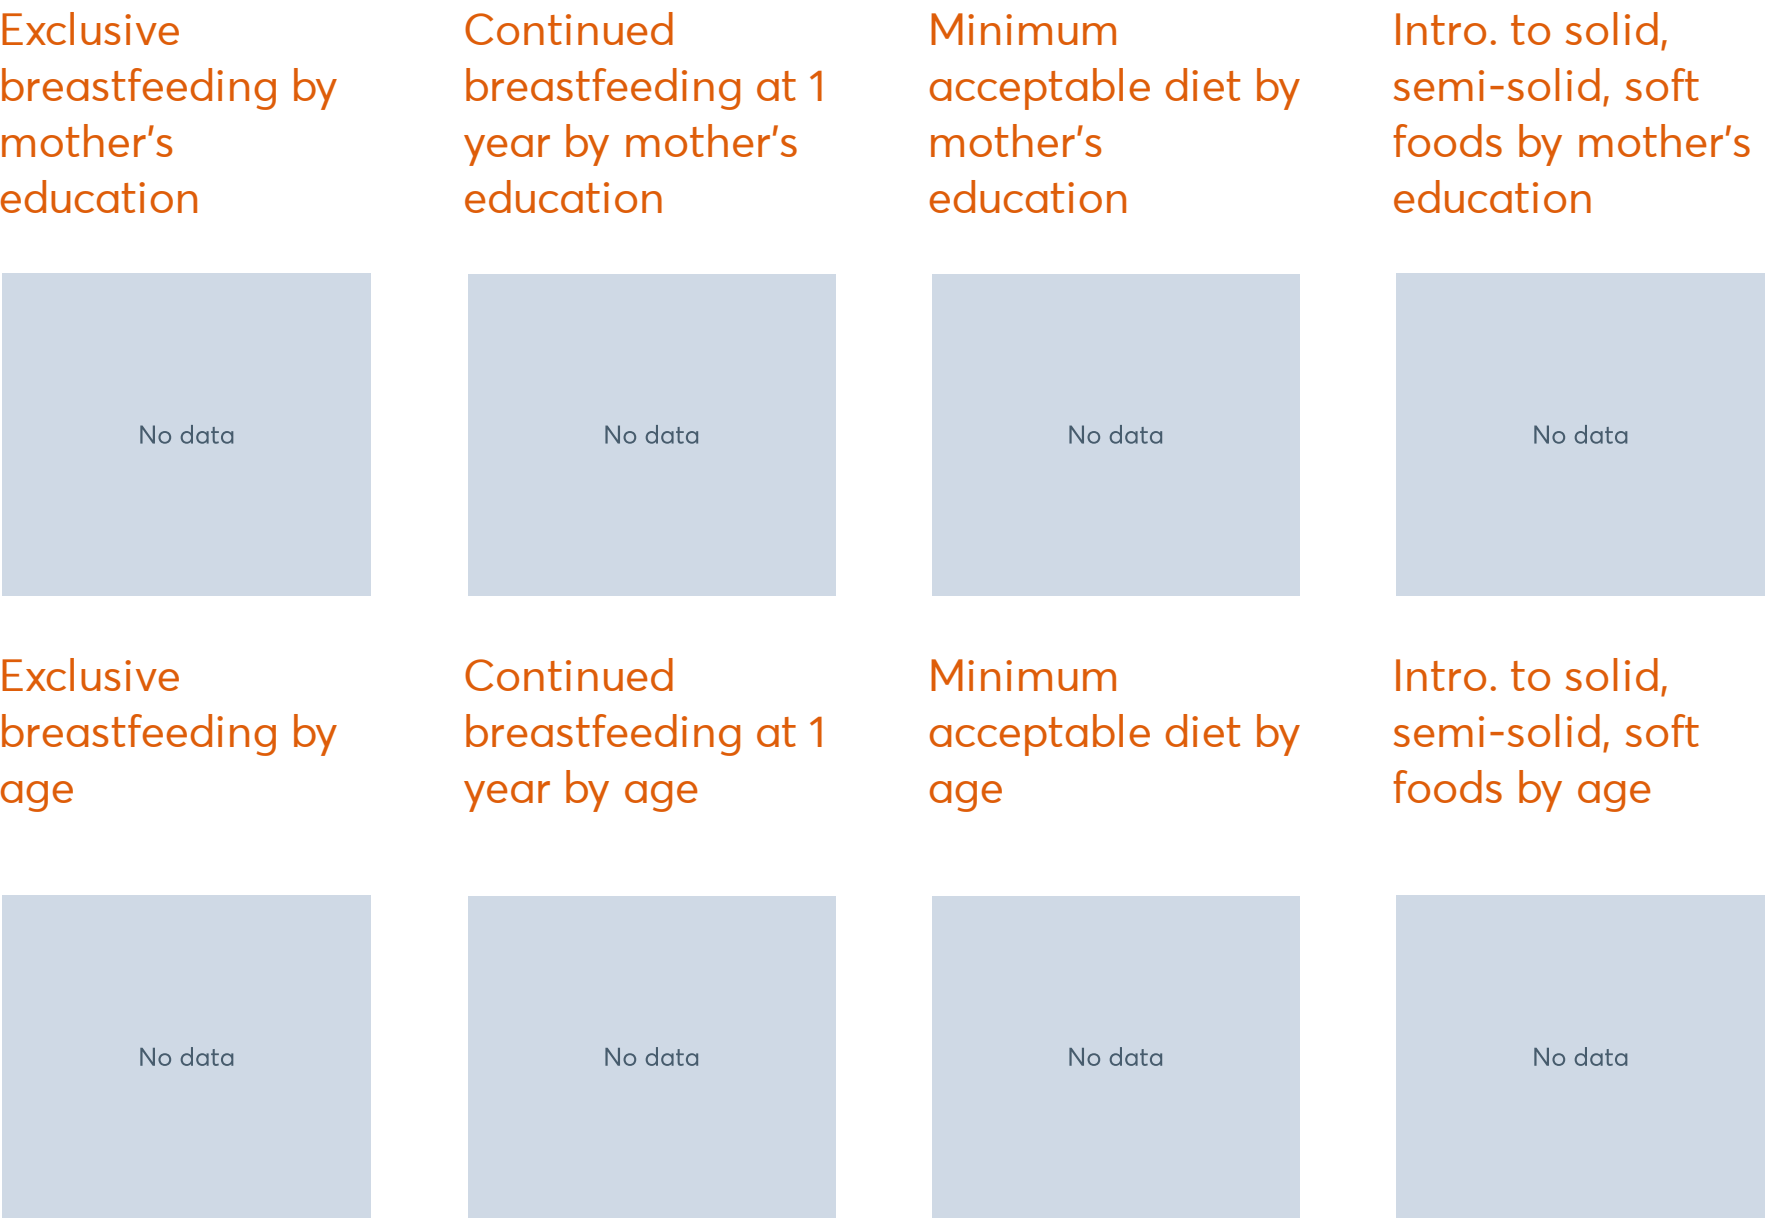 Exclusive
breastfeeding by
mother's
education
Continued
breastfeeding at 1
year by mother's
education
Minimum
acceptable diet by
mother's
education
Intro. to solid,
semi-solid, soft
foods by mother's
education
No data
No data
No data
No data
Exclusive
breastfeeding by
age
Continued
breastfeeding at 1
year by age
Minimum
acceptable diet by
age
Intro. to solid,
semi-solid, soft
foods by age
No data
No data
No data
No data